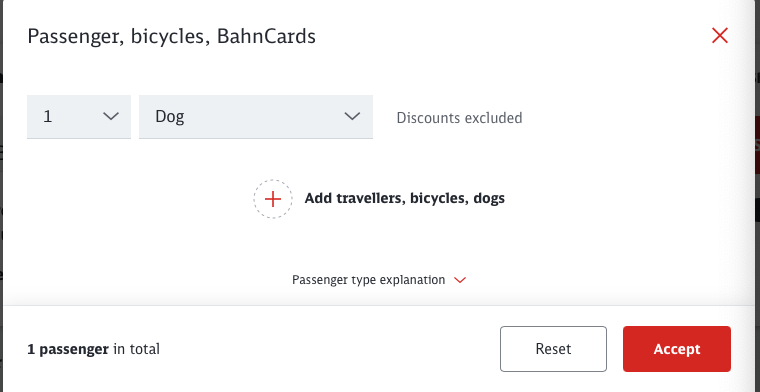 Passenger, bicycles, BahnCards
1 Dog Discounts excluded
Add travellers, bicycles, dogs
Passenger type explanation
1 passenger in total Reset Accept